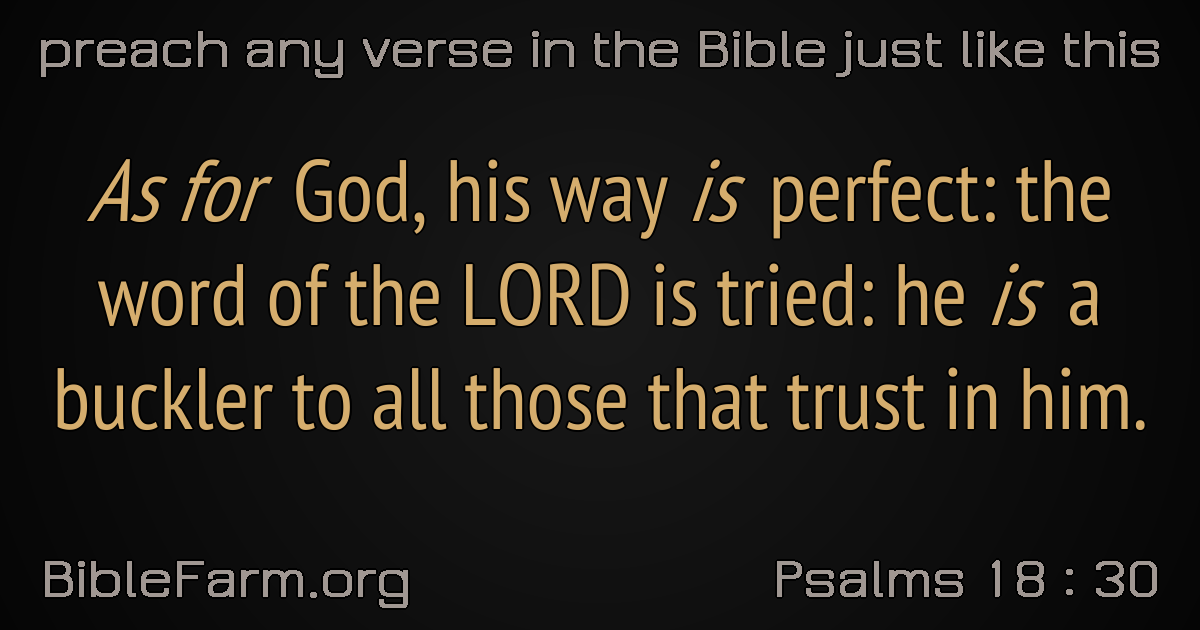 preach any verse in the Bible just like this
As for God, his way is perfect: the
word of the LORD is tried: he is a
buckler to all those that trust in him.
BibleFarm.org
Psalms 18 : 30